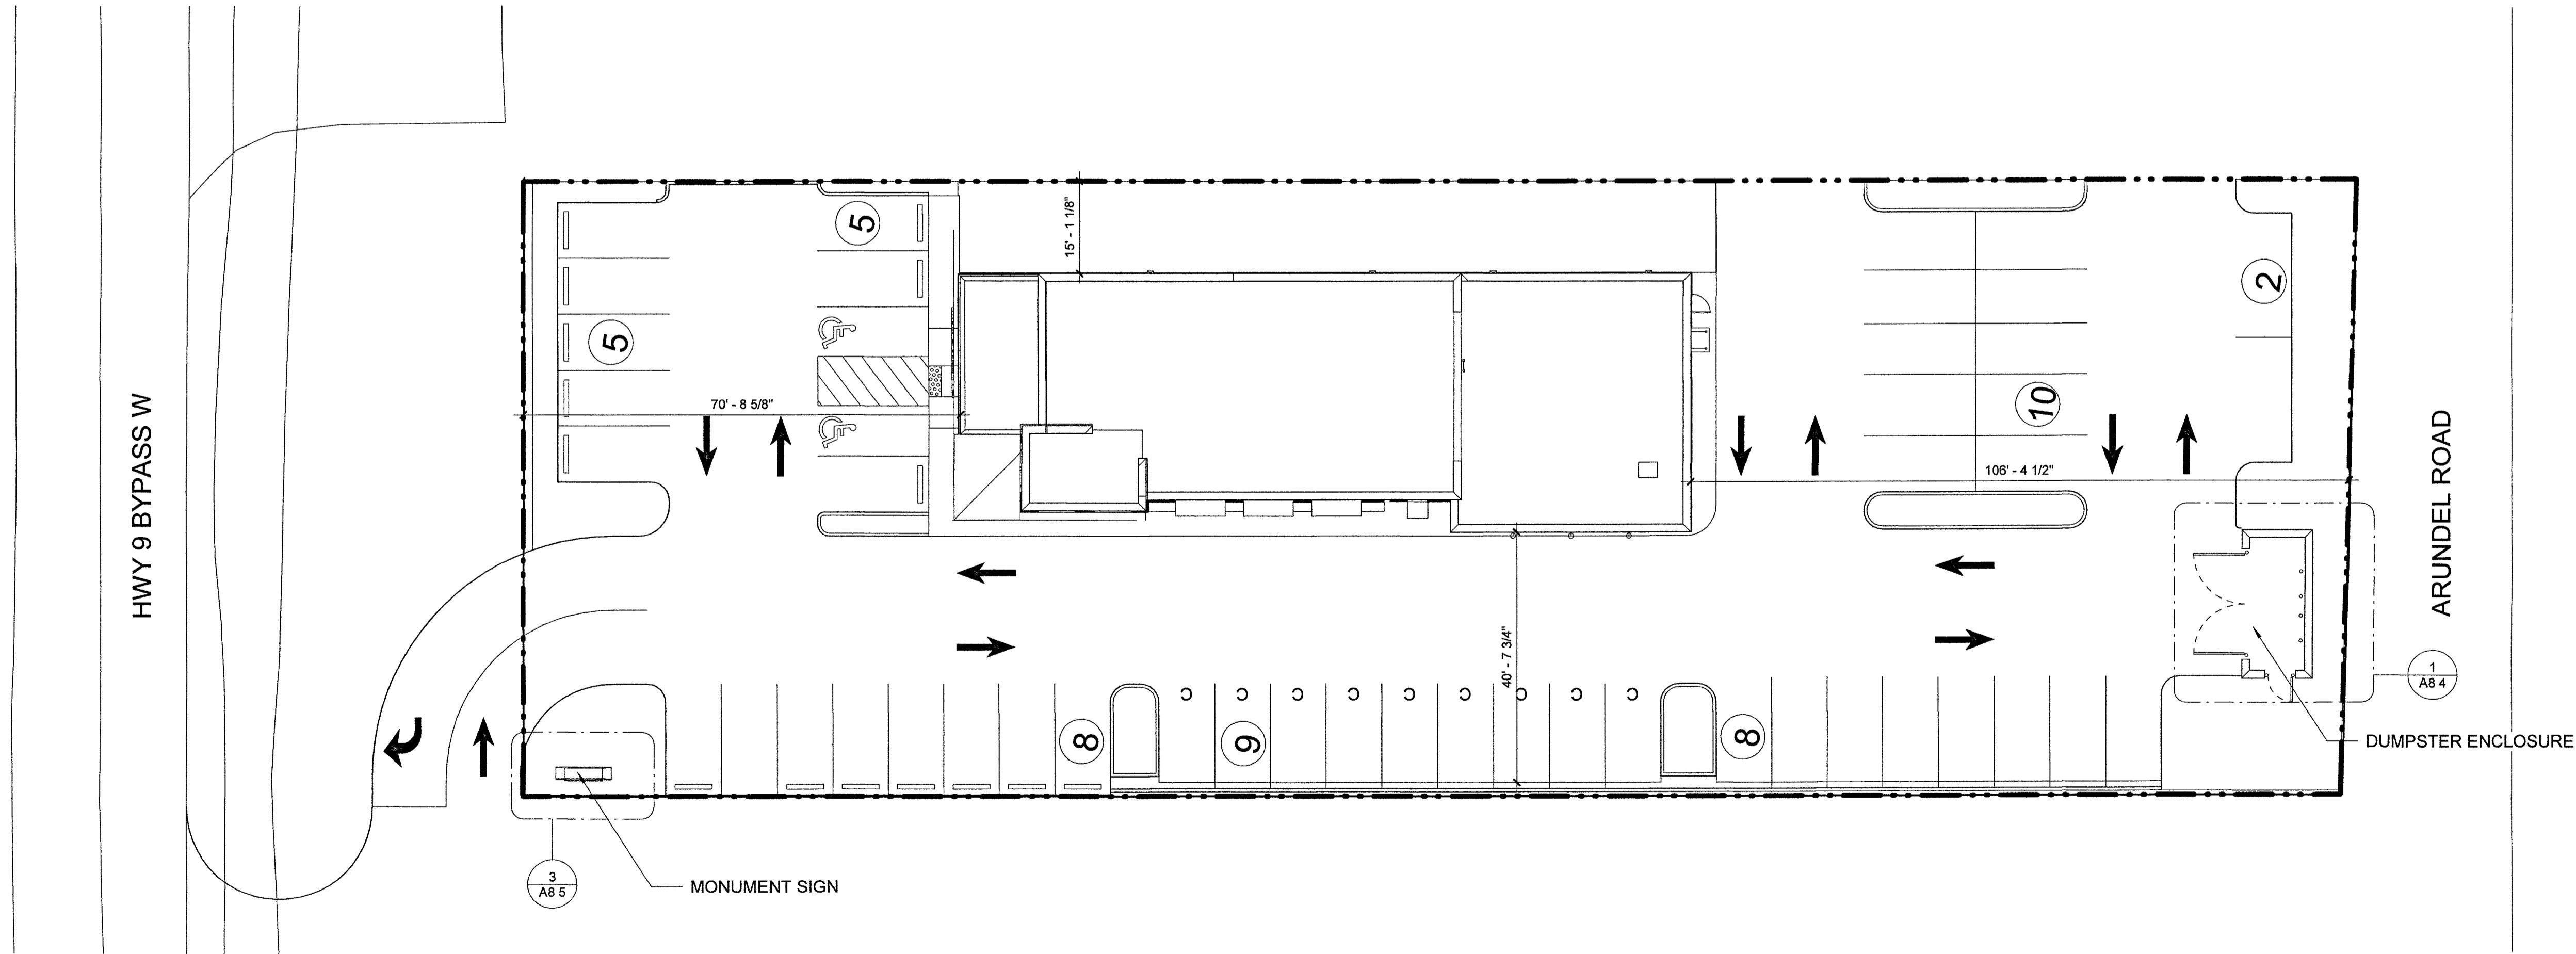 HWY 9 BYPASS W
5
5
70' - 8 5/8"
15' - 1 1/8"
2
10
106' - 4 1/2"
ARUNDEL ROAD
40' - 7 3/4"
8
9
8
1
A8 4
DUMPSTER ENCLOSURE
3
A8 5
MONUMENT SIGN
C C C C C C C C C